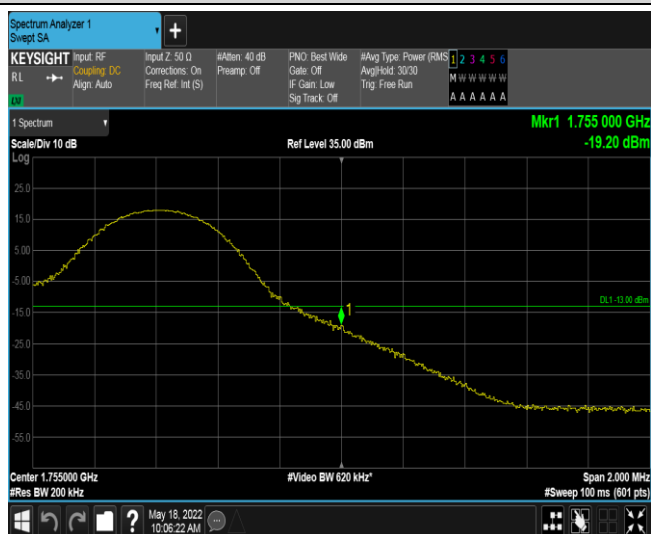 Spectrum Analyzer 1
Swept SA
KEYSIGHT
RL
Input: RF
Coupling: DC
Align: Auto
Input Z: 50 Ω
Corrections: On
Freq Ref: Int (S)
#Atten: 40 dB
Preamp: Off
PNO: Best Wide
Gate: Off
IF Gain: Low
Sig Track: Off
#Avg Type: Power (RMS
Avg|Hold: 30/30
Trig: Free Run
1 2 3 4 5 6
M W W W W W
A A A A A A
1 Spectrum
Mkr1 1.755 000 GHz
Scale/Div 10 dB
Ref Level 35.00 dBm
-19.20 dBm
Log
25.0
15.0
5.00
-5.00
DL1 -13.00 dBm
1
-15.0
-25.0
-35.0
-45.0
-55.0
Center 1.755000 GHz
#Video BW 620 kHz*
Span 2.000 MHz
#Res BW 200 kHz
#Sweep 100 ms (601 pts)
?
May 18, 2022
10:06:22 AM